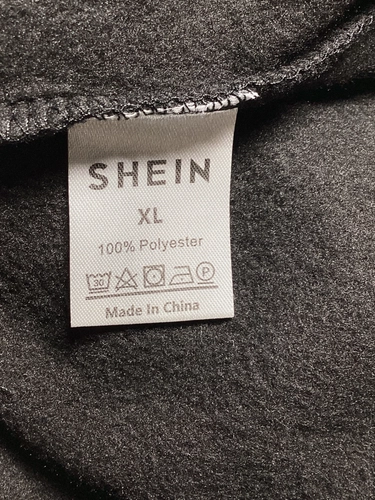 SHEIN
XL
100% Polyester
30 P
Made In China